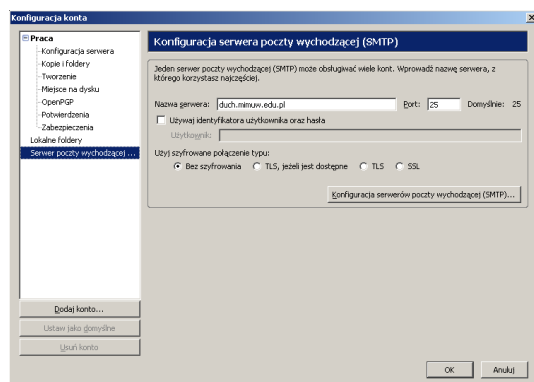 Konfiguracja konta
Praca
Konfiguracja serwera
Kopie i foldery
Tworzenie
Miejsce na dysku
OpenPGP
Potwierdzenia
Zabezpieczenia
Lokalne foldery
Serwer poczty wychodzącej ...
Dodaj konto...
Ustaw jako domyślne
Usuń konto
Konfiguracja serwera poczty wychodzącej (SMTP)
Jeden serwer poczty wychodzącej (SMTP) może obsługiwać wiele kont. Wprowadź nazwę serwera, z
którego korzystasz najczęściej.
Nazwa serwera: duch.mimuw.edu.pl Port: 25 Domyślnie: 25
Używaj identyfikatora użytkownika oraz hasła
Użytkownik:
Użyj szyfrowane połączenie typu:
Bez szyfrowania TLS, jeżeli jest dostępne TLS SSL
Konfiguracja serwerów poczty wychodzącej (SMTP)...
OK Anuluj